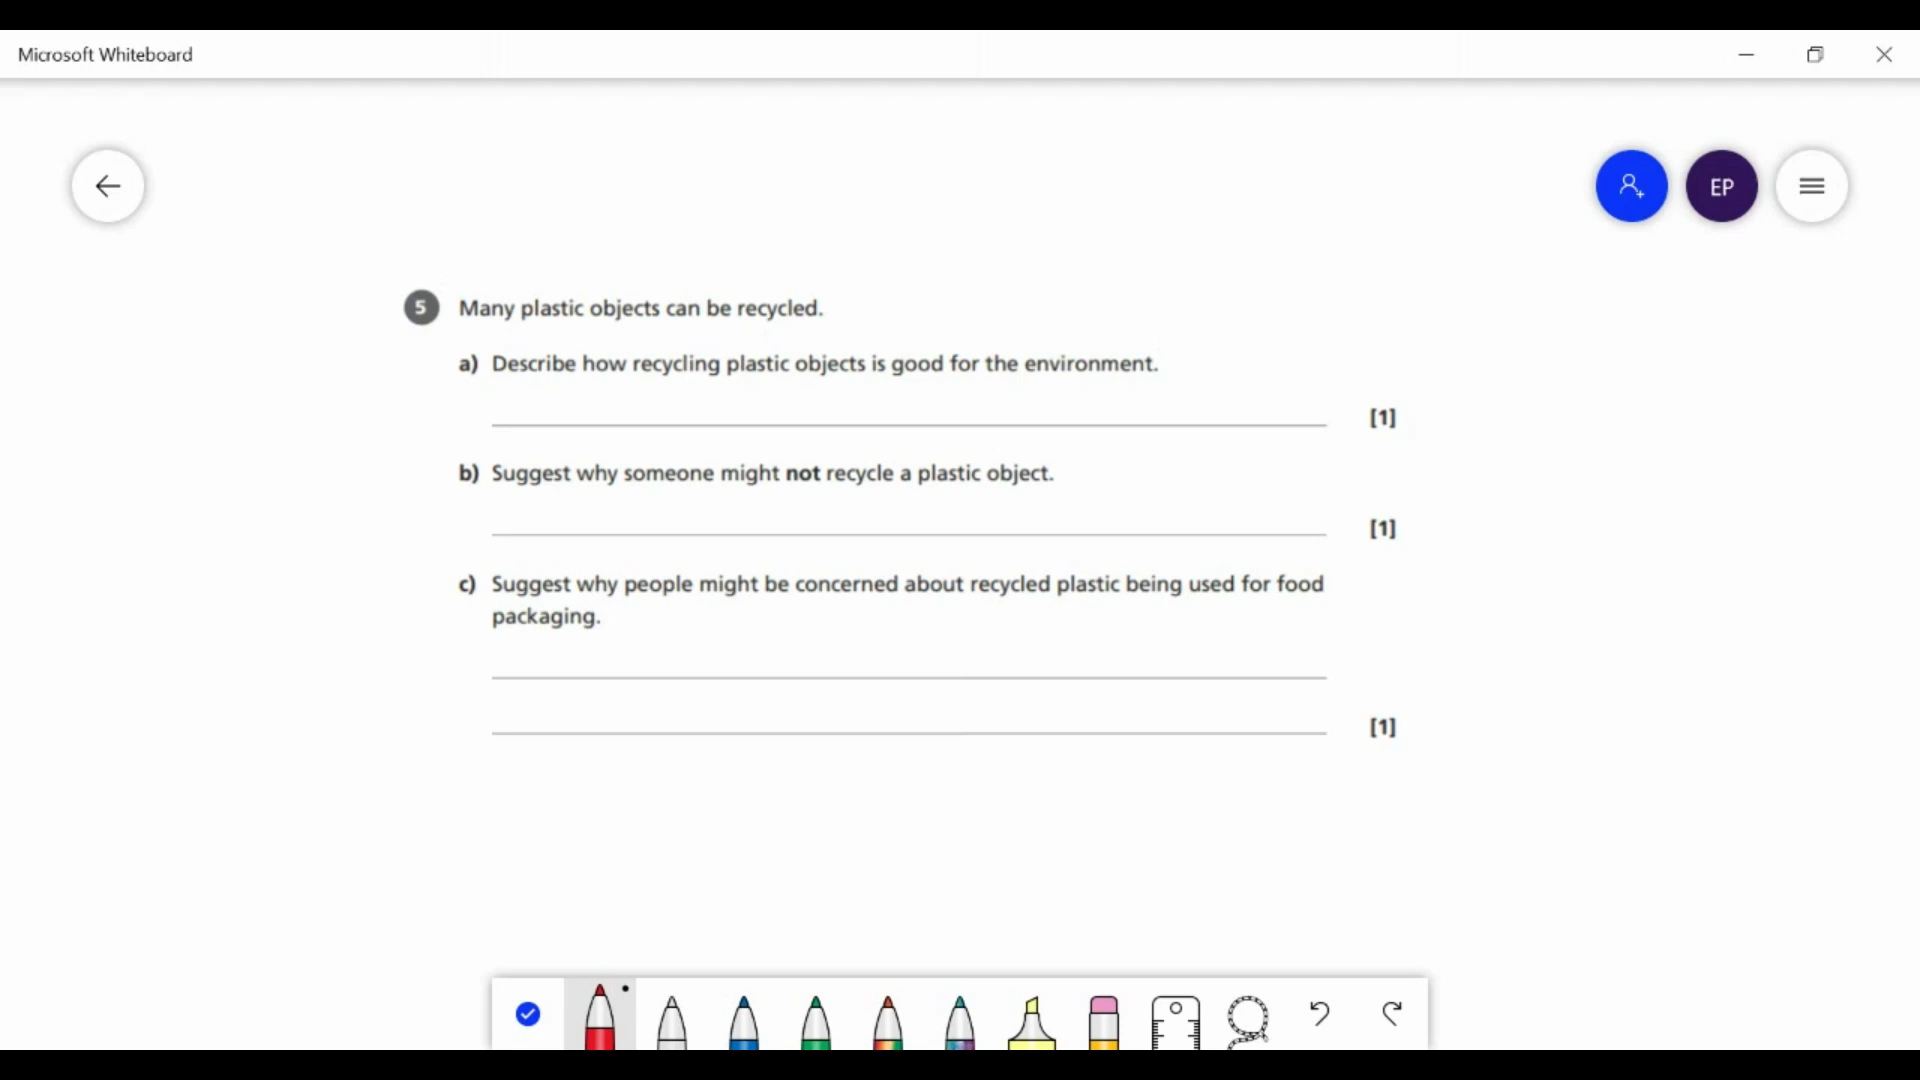 Microsoft Whiteboard
EP
5 Many plastic objects can be recycled.
a) Describe how recycling plastic objects is good for the environment.
[1]
b) Suggest why someone might not recycle a plastic object.
[1]
c) Suggest why people might be concerned about recycled plastic being used for food
packaging.
[1]